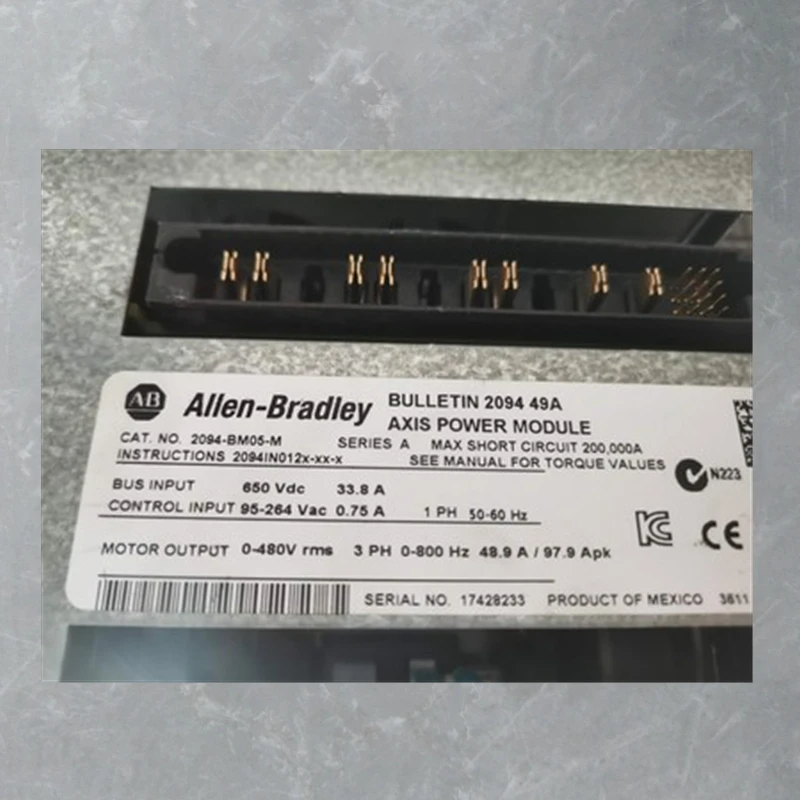 AB Allen-Bradley
BULLETIN 2094 49A
AXIS POWER MODULE
CAT. NO. 2094-BM05-M SERIES A MAX SHORT CIRCUIT 200,000A
INSTRUCTIONS 2094IN012x-xx-x SEE MANUAL FOR TORQUE VALUES
N223
BUS INPUT 650 Vdc 33.8 A
CONTROL INPUT 95-264 Vac 0.75 A 1 PH 50-60 Hz
KC CE
MOTOR OUTPUT 0-480V rms 3 PH 0-800 Hz 48.9 A / 97.9 Apk
SERIAL NO. 17428233 PRODUCT OF MEXICO 3611